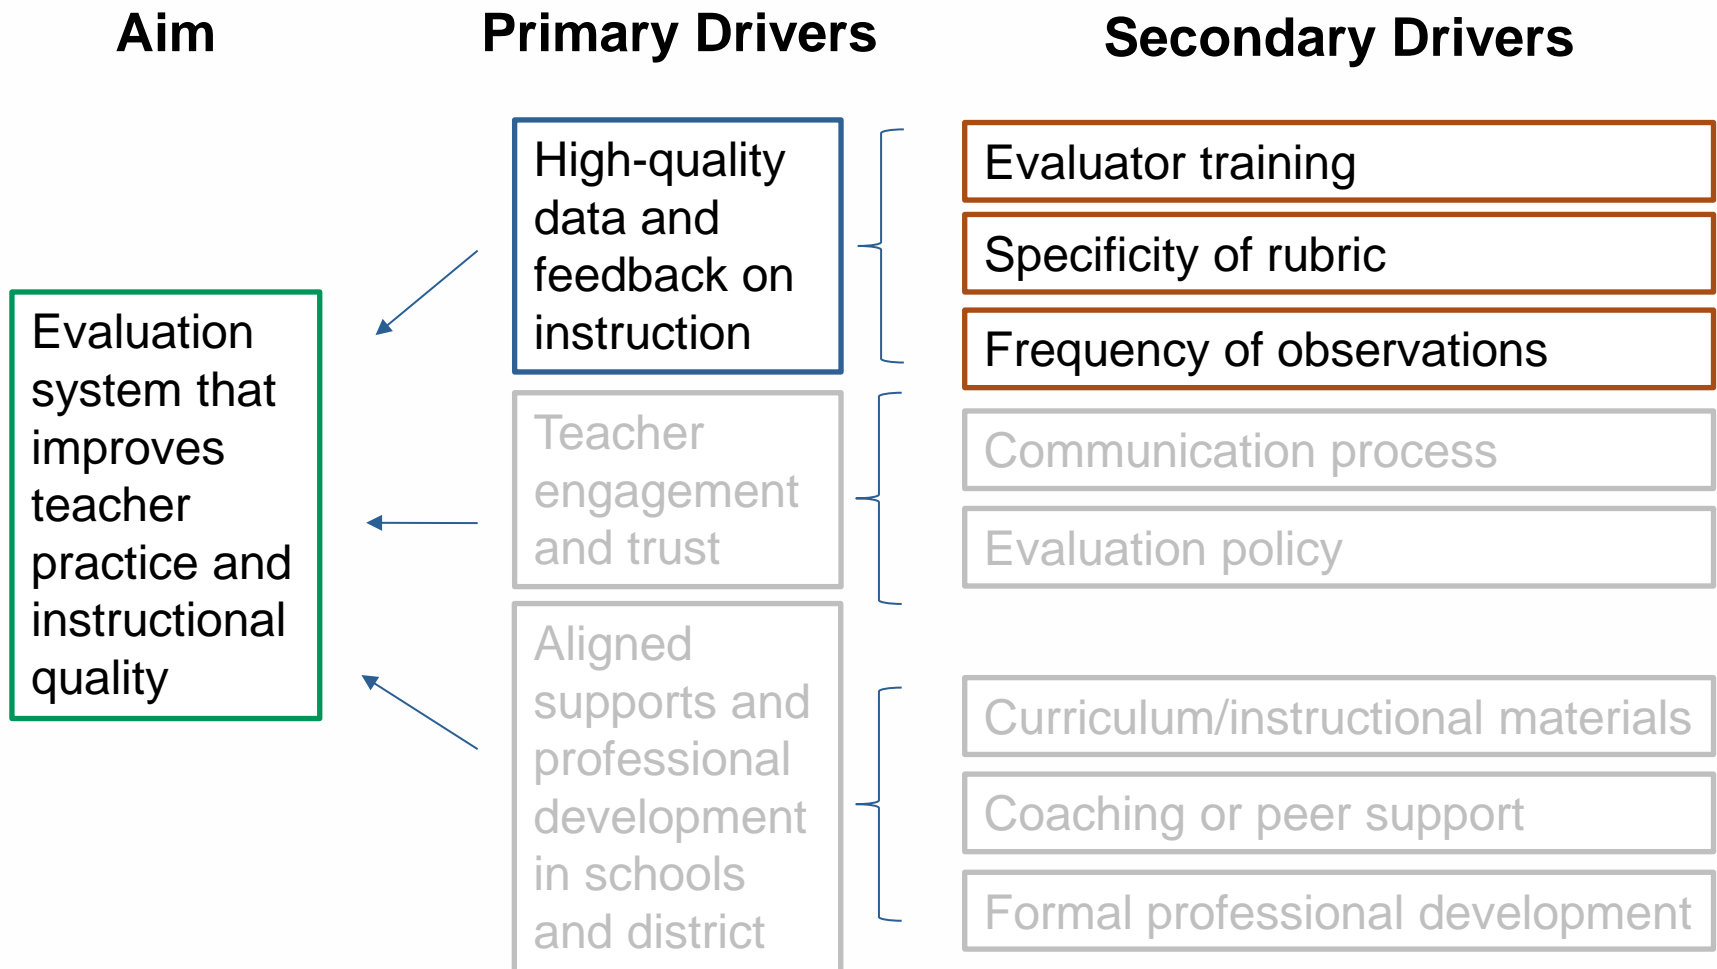 Aim
Primary Drivers
Secondary Drivers
Evaluation
system that
improves
teacher
practice and
instructional
quality
High-quality
data and
feedback on
instruction
Evaluator training
Specificity of rubric
Frequency of observations
Teacher
engagement
and trust
Communication process
Evaluation policy
Aligned
supports and
professional
development
in schools
and district
Curriculum/instructional materials
Coaching or peer support
Formal professional development